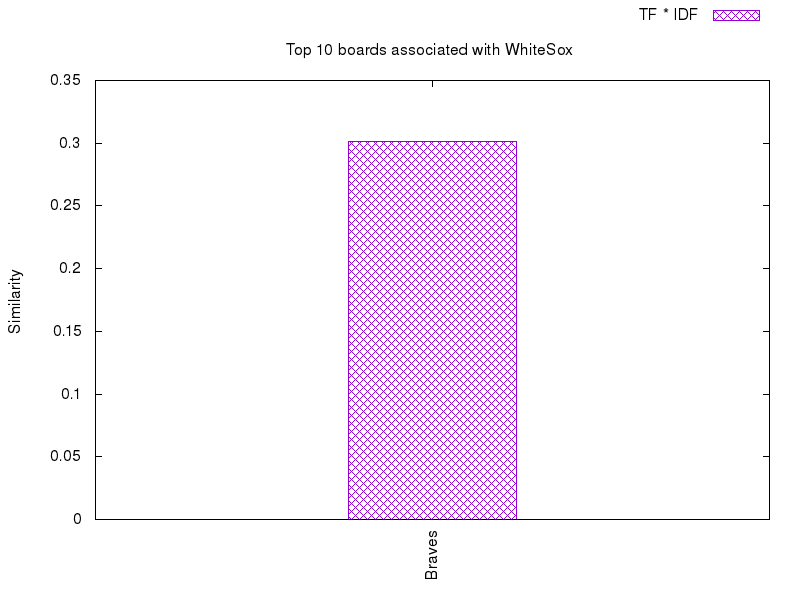 TF * IDF
Top 10 boards associated with WhiteSox
0.35
0.3
0.25
0.2
0.15
0.1
0.05
0
Similarity
Braves